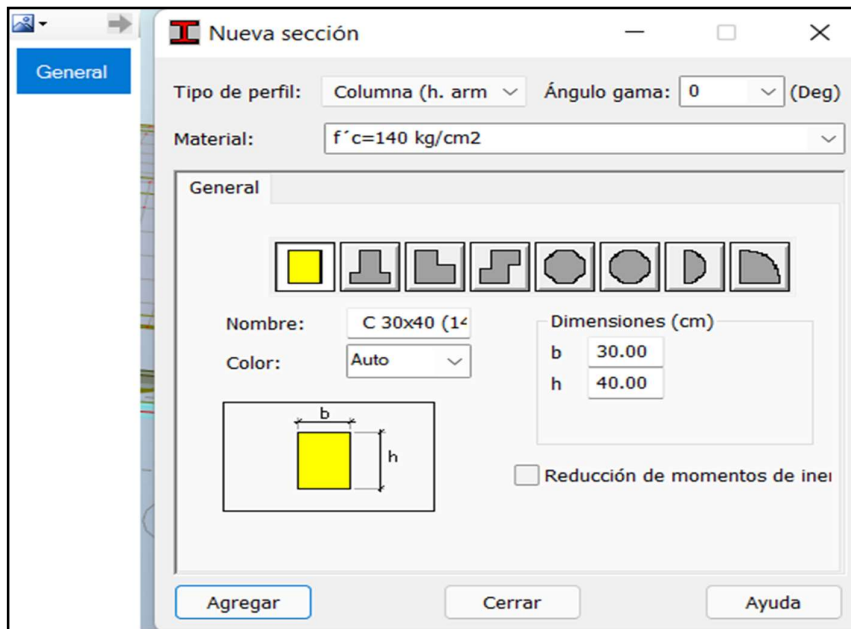 General
Nueva sección
Tipo de perfil: Columna (h. arm Ángulo gama: 0 (Deg)
Material: f´c=140 kg/cm2
General
Nombre: C 30x40 (14
Color: Auto
Dimensiones (cm)
b 30.00
h 40.00
b
h
Reducción de momentos de iner
Agregar Cerrar Ayuda